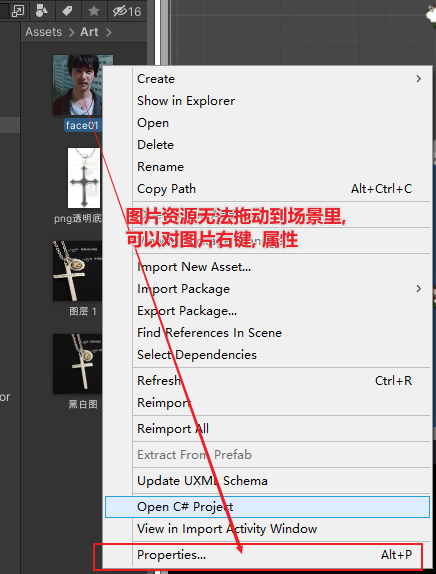 16
Assets > Art >
face01
png透明底
图层 1
黑白图
or
Create
Show in Explorer
Open
Delete
Rename
Copy Path Alt+Ctrl+C
图片资源无法拖动到场景里,
可以对图片右键, 属性
Import New Asset...
Import Package
Export Package...
Find References In Scene
Select Dependencies
Refresh Ctrl+R
Reimport
Reimport All
Extract From Prefab
Update UXML Schema
Open C# Project
View in Import Activity Window
Properties... Alt+P